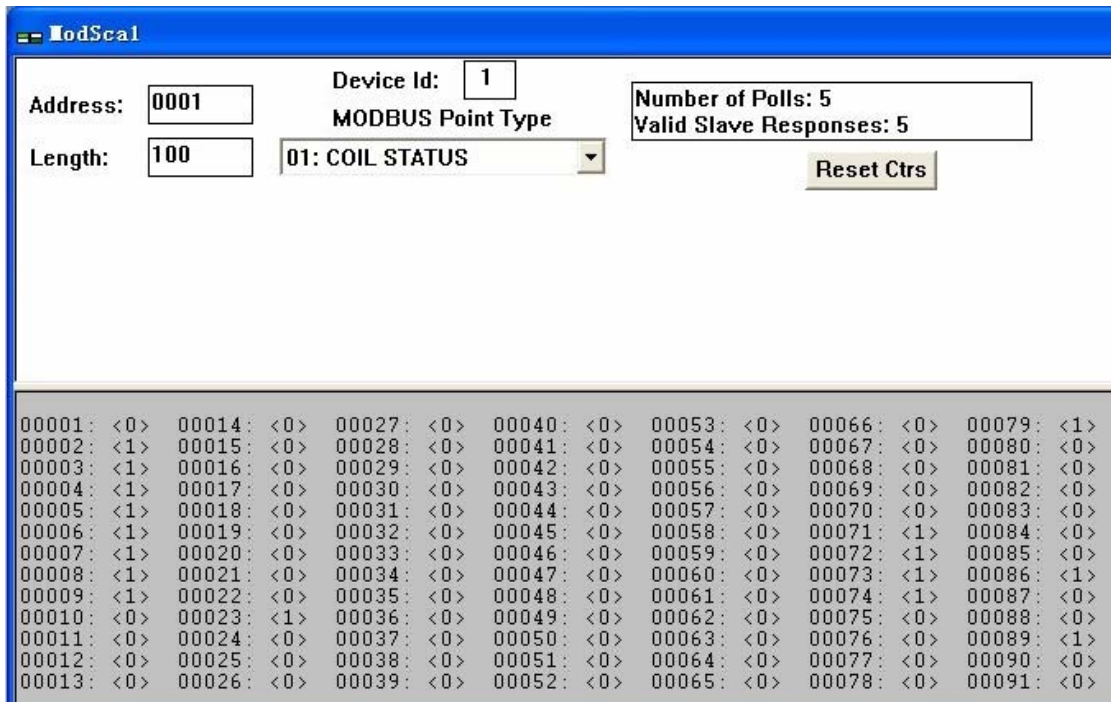 ModSca1
Address: 0001
Device Id: 1
MODBUS Point Type
Length: 100
01: COIL STATUS
Number of Polls: 5
Valid Slave Responses: 5
Reset Ctrs
00001: <0> 00014: <0> 00027: <0> 00040: <0> 00053: <0> 00066: <0> 00079: <1>
00002: <1> 00015: <0> 00028: <0> 00041: <0> 00054: <0> 00067: <0> 00080: <0>
00003: <1> 00016: <0> 00029: <0> 00042: <0> 00055: <0> 00068: <0> 00081: <0>
00004: <1> 00017: <0> 00030: <0> 00043: <0> 00056: <0> 00069: <0> 00082: <0>
00005: <1> 00018: <0> 00031: <0> 00044: <0> 00057: <0> 00070: <0> 00083: <0>
00006: <1> 00019: <0> 00032: <0> 00045: <0> 00058: <0> 00071: <1> 00084: <0>
00007: <1> 00020: <0> 00033: <0> 00046: <0> 00059: <0> 00072: <1> 00085: <0>
00008: <1> 00021: <0> 00034: <0> 00047: <0> 00060: <0> 00073: <1> 00086: <1>
00009: <1> 00022: <0> 00035: <0> 00048: <0> 00061: <0> 00074: <1> 00087: <0>
00010: <0> 00023: <1> 00036: <0> 00049: <0> 00062: <0> 00075: <0> 00088: <0>
00011: <0> 00024: <0> 00037: <0> 00050: <0> 00063: <0> 00076: <0> 00089: <1>
00012: <0> 00025: <0> 00038: <0> 00051: <0> 00064: <0> 00077: <0> 00090: <0>
00013: <0> 00026: <0> 00039: <0> 00052: <0> 00065: <0> 00078: <0> 00091: <0>